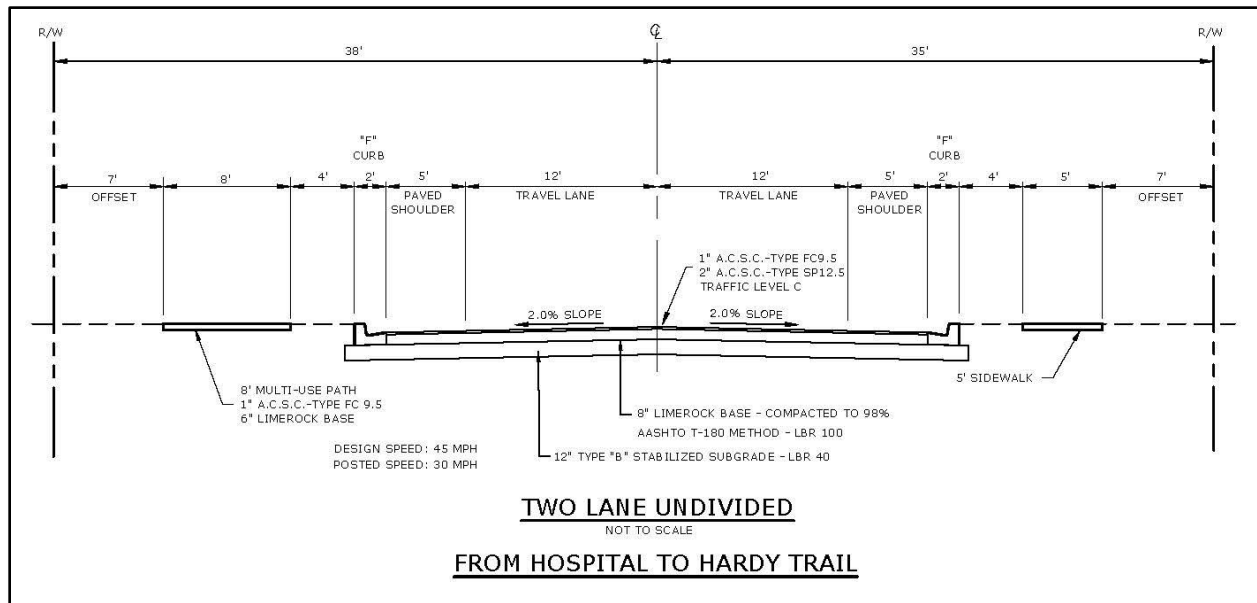 R/W
℄
R/W
38'
35'
"F"
CURB
"F"
CURB
7'
8'
4'
2'
5'
12'
12'
5'
2'
4'
5'
7'
OFFSET
PAVED
SHOULDER
TRAVEL LANE
TRAVEL LANE
PAVED
SHOULDER
OFFSET
1" A.C.S.C.-TYPE FC9.5
2" A.C.S.C.-TYPE SP12.5
TRAFFIC LEVEL C
2.0% SLOPE
2.0% SLOPE
8' MULTI-USE PATH
1" A.C.S.C.-TYPE FC 9.5
6" LIMEROCK BASE
5' SIDEWALK
8" LIMEROCK BASE - COMPACTED TO 98%
AASHTO T-180 METHOD - LBR 100
DESIGN SPEED: 45 MPH
POSTED SPEED: 30 MPH
12" TYPE "B" STABILIZED SUBGRADE - LBR 40
TWO LANE UNDIVIDED
NOT TO SCALE
FROM HOSPITAL TO HARDY TRAIL